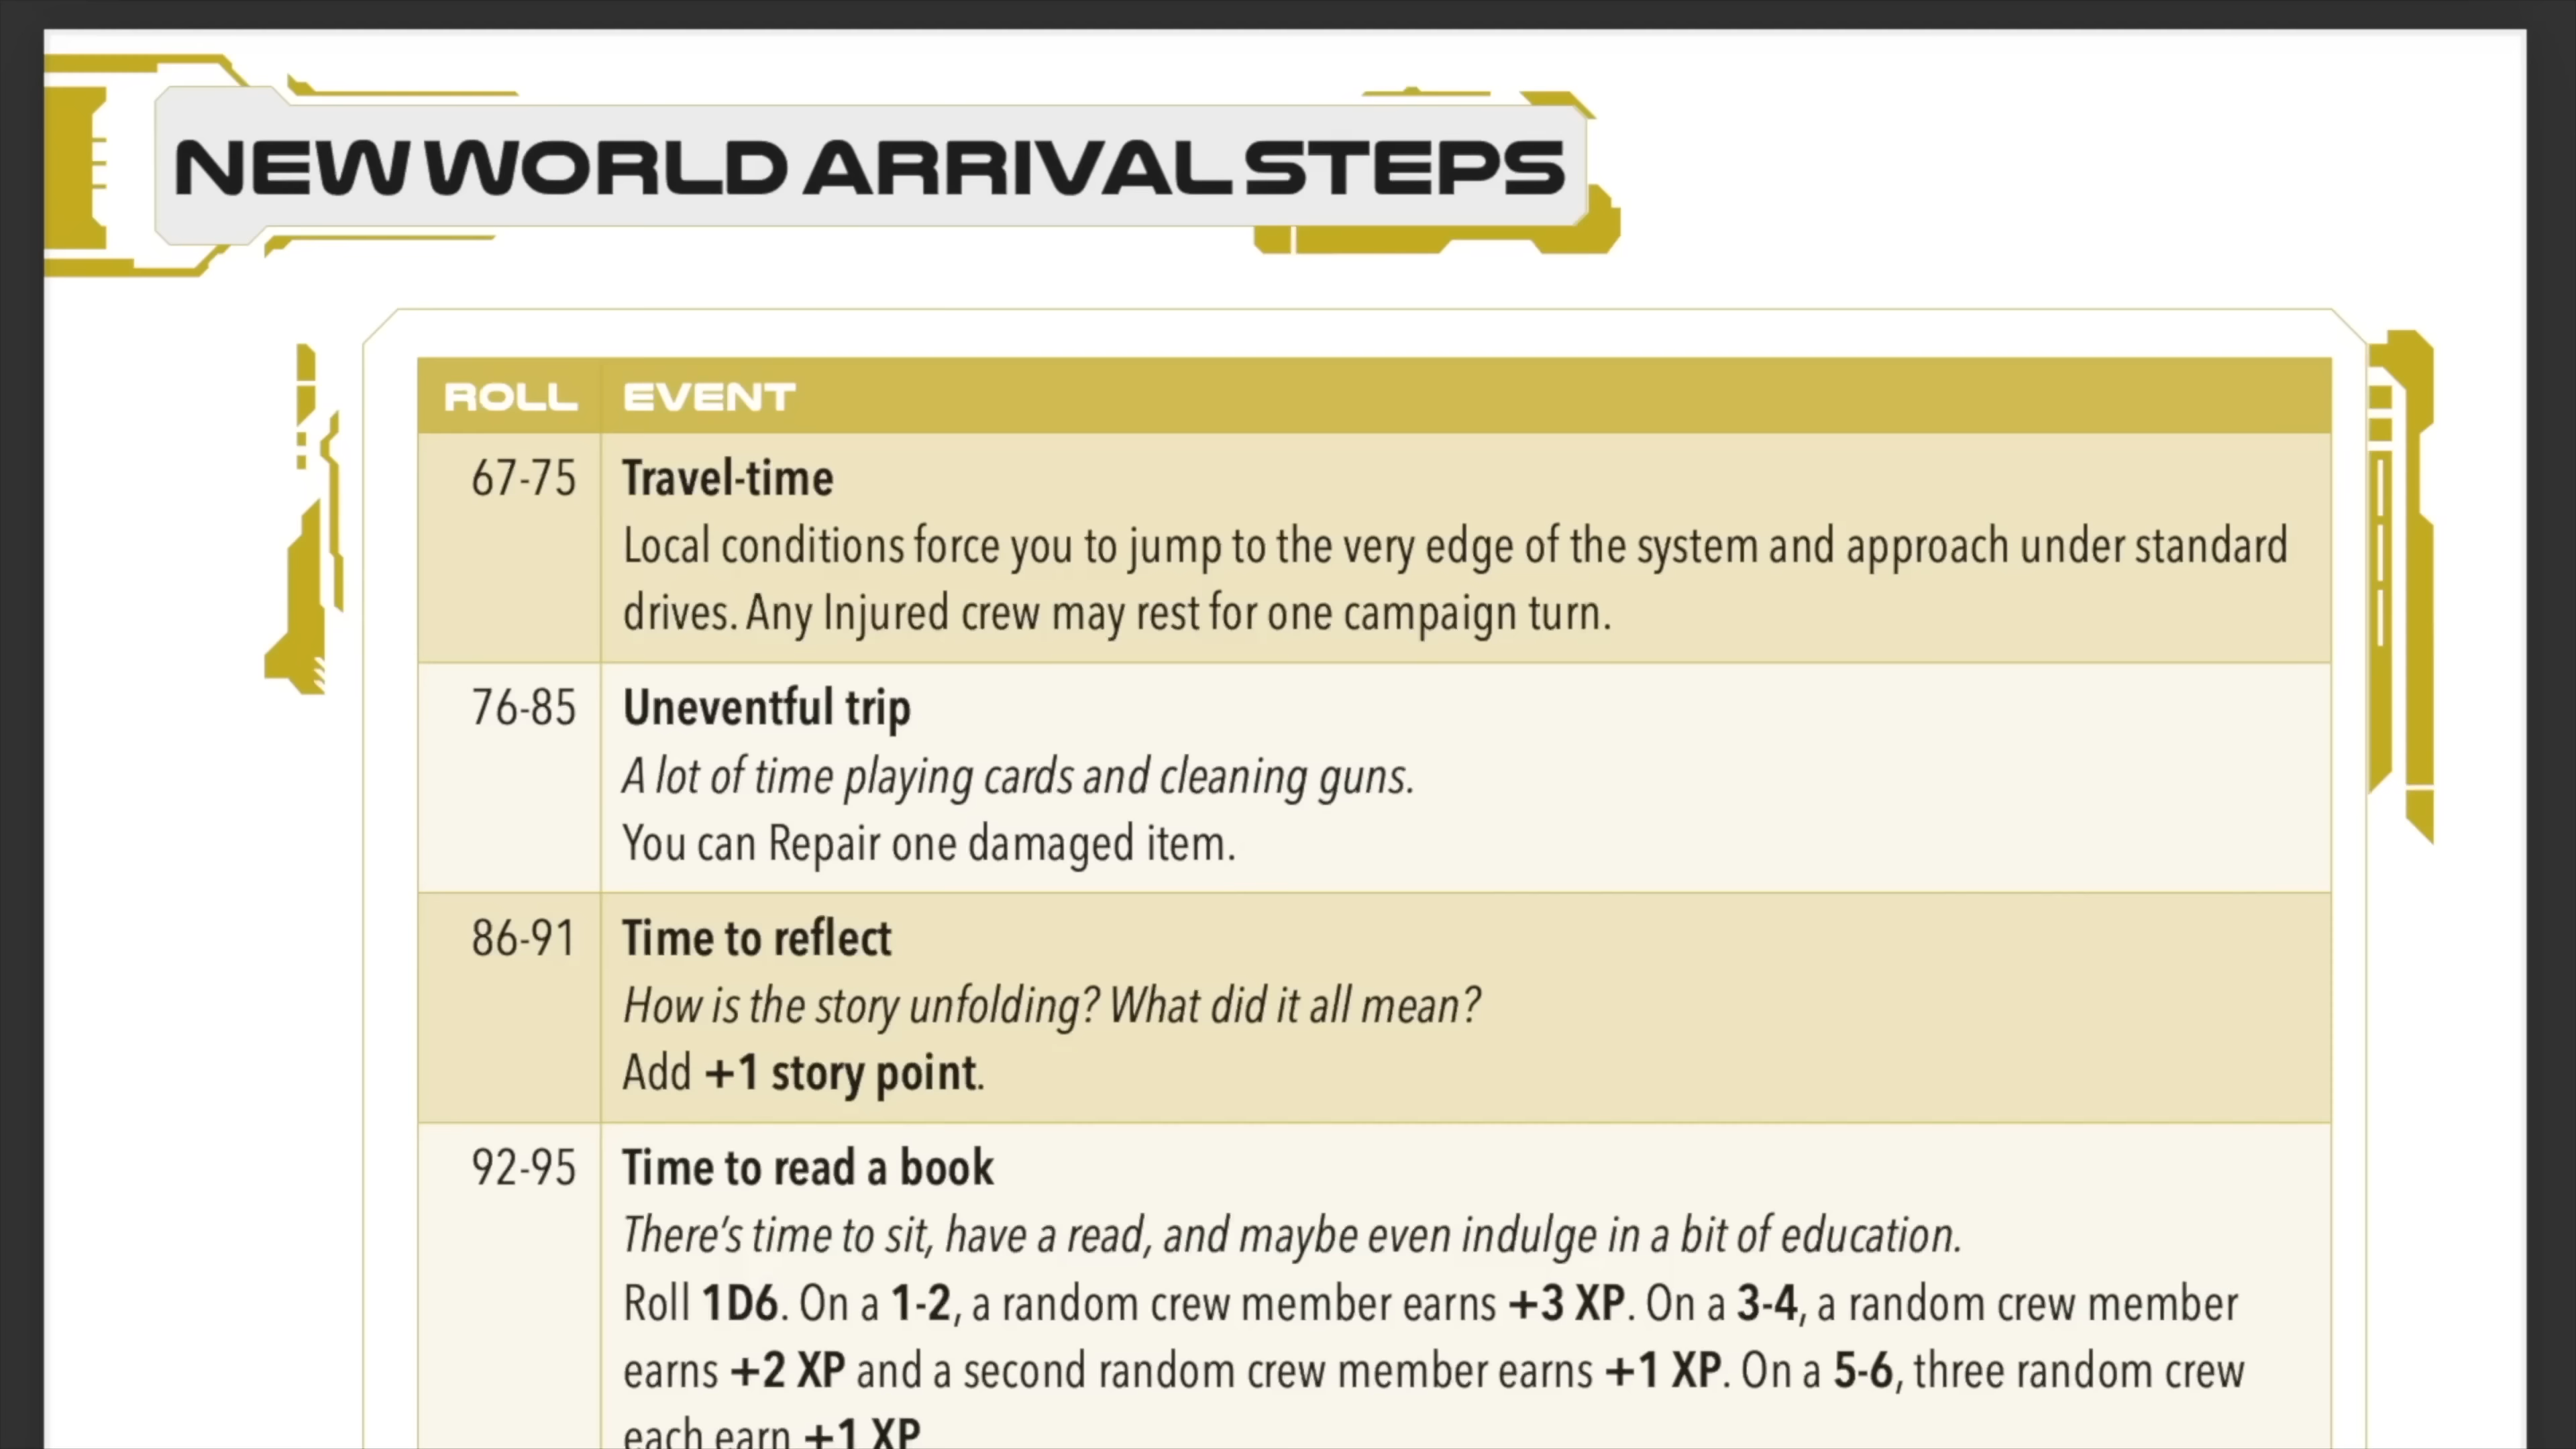 NEW WORLD ARRIVAL STEPS
ROLL EVENT
67-75 Travel-time
Local conditions force you to jump to the very edge of the system and approach under standard
drives. Any Injured crew may rest for one campaign turn.
76-85 Uneventful trip
A lot of time playing cards and cleaning guns.
You can Repair one damaged item.
86-91 Time to reflect
How is the story unfolding? What did it all mean?
Add +1 story point.
92-95 Time to read a book
There's time to sit, have a read, and maybe even indulge in a bit of education.
Roll 1D6. On a 1-2, a random crew member earns +3 XP. On a 3-4, a random crew member
earns +2 XP and a second random crew member earns +1 XP. On a 5-6, three random crew
each earn +1 XP